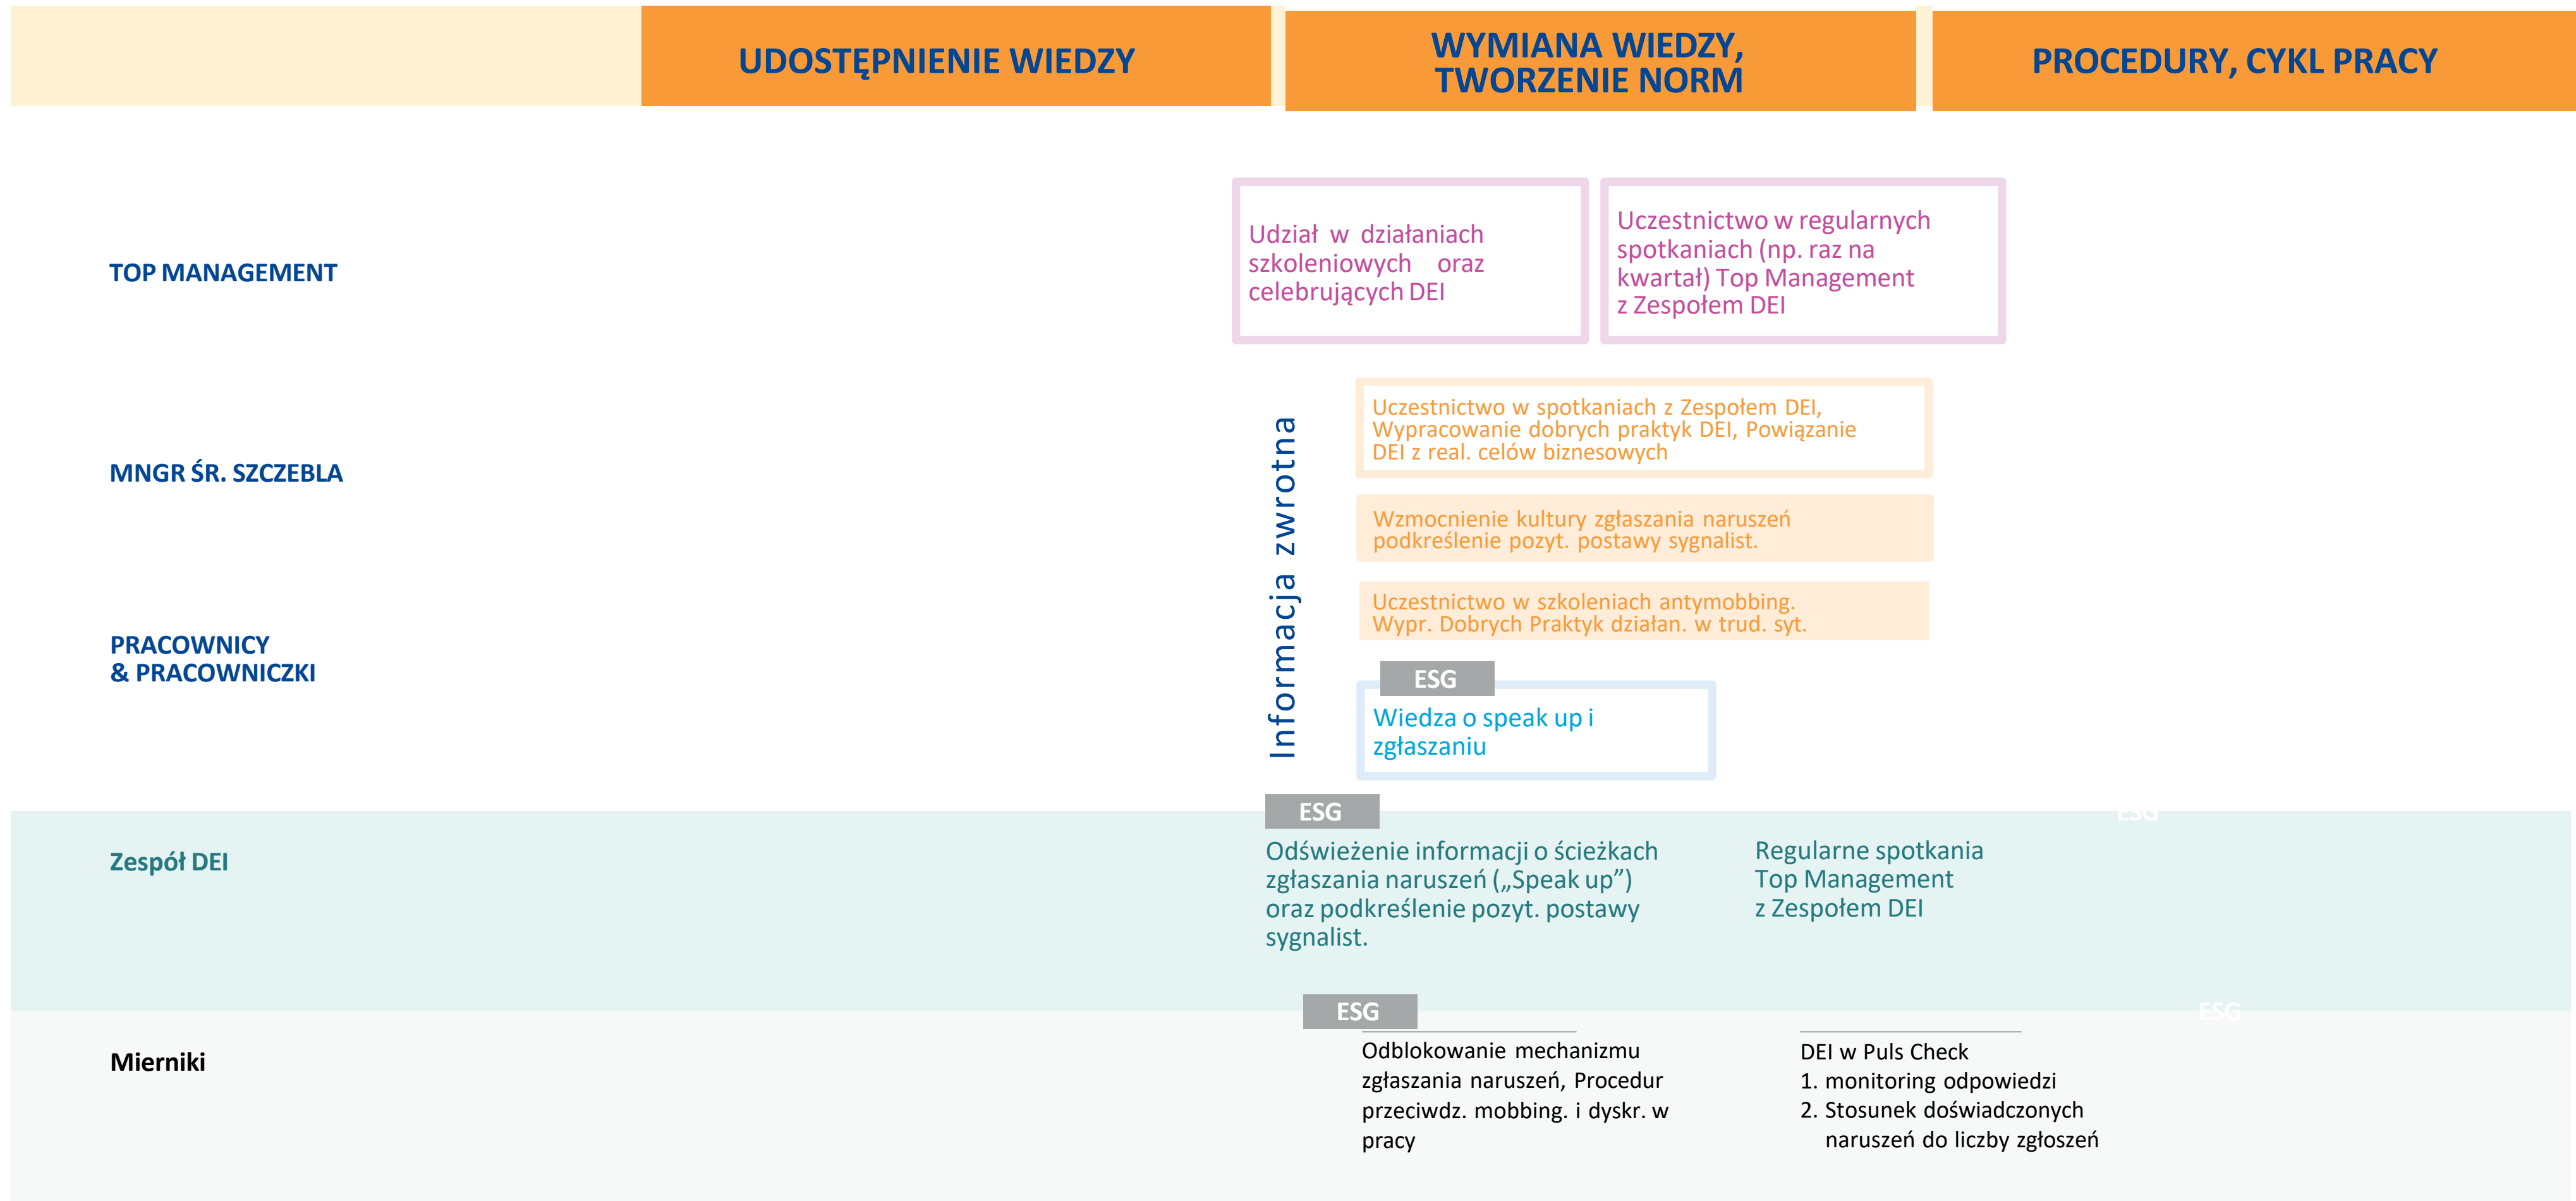 UDOSTĘPNIENIE WIEDZY
WYMIANA WIEDZY,
TWORZENIE NORM
PROCEDURY, CYKL PRACY
TOP MANAGEMENT
Udział w działaniach
szkoleniowych oraz
celebrujących DEI
Uczestnictwo w regularnych
spotkaniach (np. raz na
kwartał) Top Management
z Zespołem DEI
MNGR ŚR. SZCZEBLA
Informacja zwrotna
Uczestnictwo w spotkaniach z Zespołem DEI,
Wypracowanie dobrych praktyk DEI, Powiązanie
DEI z real. celów biznesowych
Wzmocnienie kultury zgłaszania naruszeń
podkreślenie pozyt. postawy sygnalist.
Uczestnictwo w szkoleniach antymobbing.
Wypr. Dobrych Praktyk działan. w trud. syt.
PRACOWNICY
& PRACOWNICZKI
ESG
Wiedza o speak up i
zgłaszaniu
Zespół DEI
ESG
Odświeżenie informacji o ścieżkach
zgłaszania naruszeń („Speak up”)
oraz podkreślenie pozyt. postawy
sygnalist.
Regularne spotkania
Top Management
z Zespołem DEI
ESG
Mierniki
ESG
Odblokowanie mechanizmu
zgłaszania naruszeń, Procedur
przeciwdz. mobbing. i dyskr. w
pracy
DEI w Puls Check
1. monitoring odpowiedzi
2. Stosunek doświadczonych
naruszeń do liczby zgłoszeń
ESG